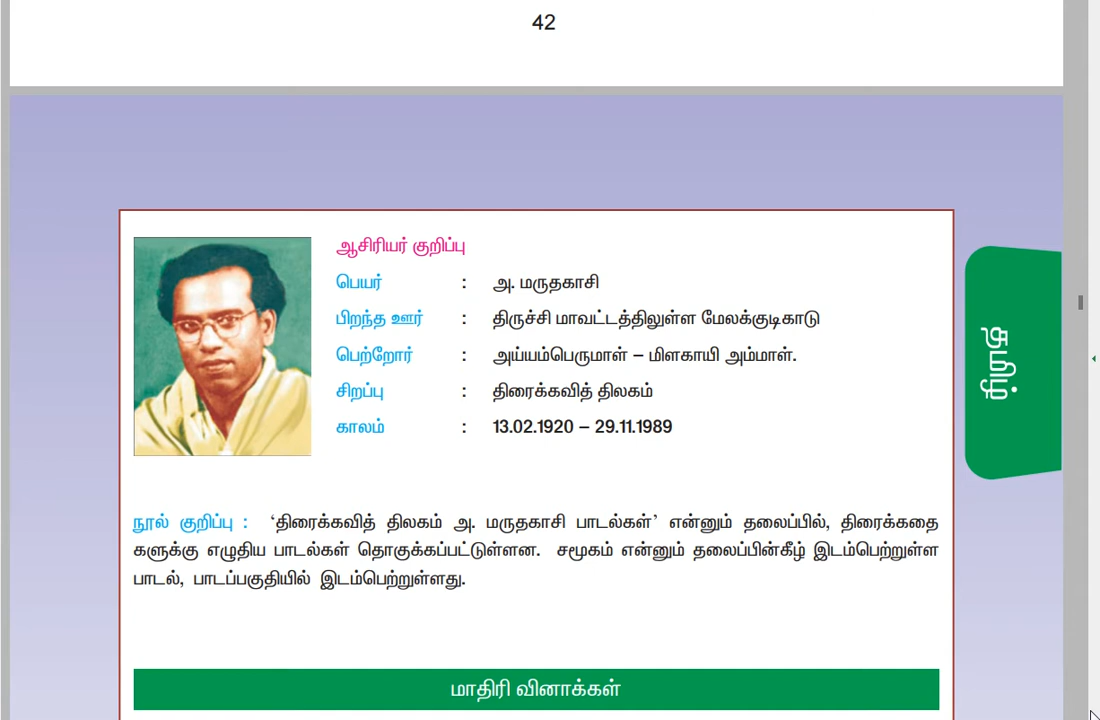 42
ஆசிரியர் குறிப்பு
பெயர் : அ. மருதகாசி
பிறந்த ஊர் : திருச்சி மாவட்டத்திலுள்ள மேலக்குடிகாடு
பெற்றோர் : அய்யம்பெருமாள் – மிளகாயி அம்மாள்.
சிறப்பு : திரைக்கவித் திலகம்
காலம் : 13.02.1920 – 29.11.1989
தமிழ்
நூல் குறிப்பு : ‘திரைக்கவித் திலகம் அ. மருதகாசி பாடல்கள்’ என்னும் தலைப்பில், திரைக்கதை
களுக்கு எழுதிய பாடல்கள் தொகுக்கப்பட்டுள்ளன. சமூகம் என்னும் தலைப்பின்கீழ் இடம்பெற்றுள்ள
பாடல், பாடப்பகுதியில் இடம்பெற்றுள்ளது.
மாதிரி வினாக்கள்